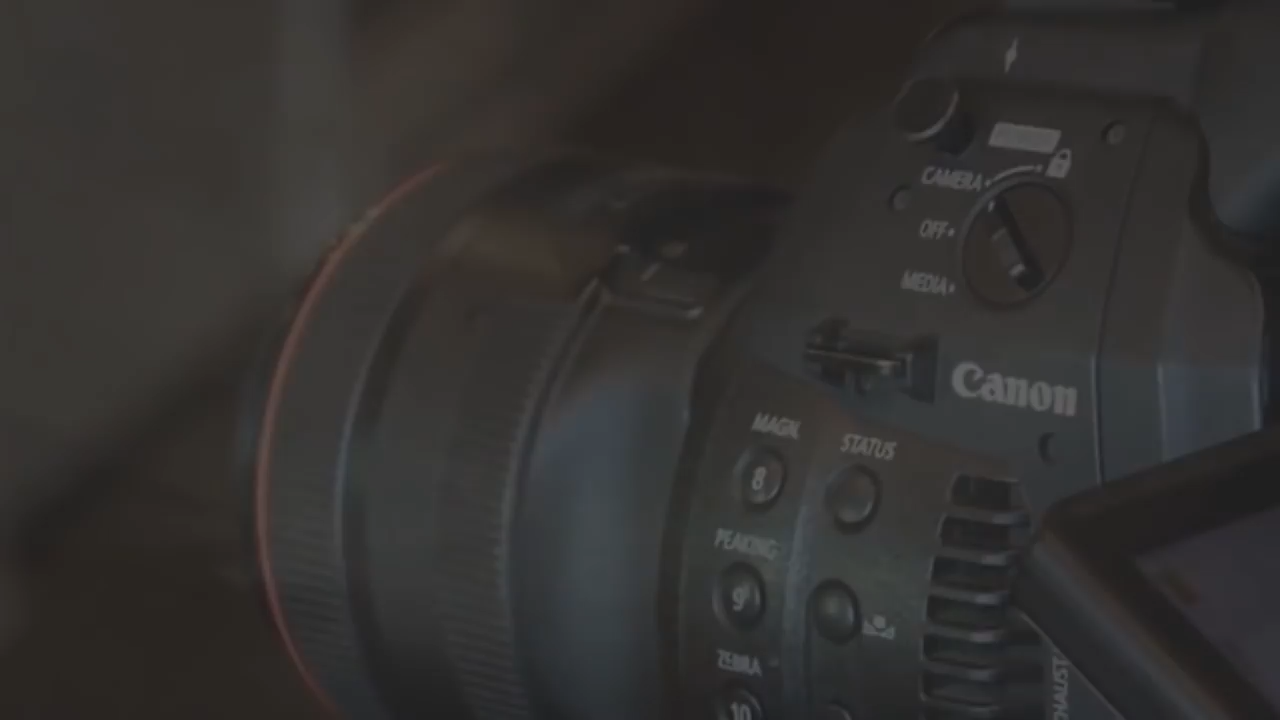 CAMERA
OFF
MEDIA
Canon
MAGN.
STATUS
8
PEAKING
9
ZEBRA
10